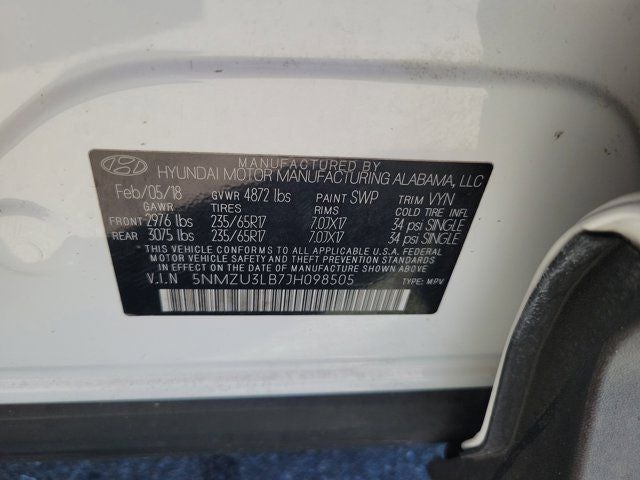 MANUFACTURED BY
HYUNDAI MOTOR MANUFACTURING ALABAMA, LLC
Feb/05/18 GVWR 4872 lbs PAINT SWP TRIM VYN
GAWR TIRES RIMS COLD TIRE INFL
FRONT 2976 lbs 235/65R17 7.0JX17 34 psi SINGLE
REAR 3075 lbs 235/65R17 7.0JX17 34 psi SINGLE
THIS VEHICLE CONFORMS TO ALL APPLICABLE U.S.A. FEDERAL
MOTOR VEHICLE SAFETY, BUMPER, AND THEFT PREVENTION STANDARDS
IN EFFECT ON THE DATE OF MANUFACTURE SHOWN ABOVE.
V.I.N 5NMZU3LB7JH098505 TYPE: MPV